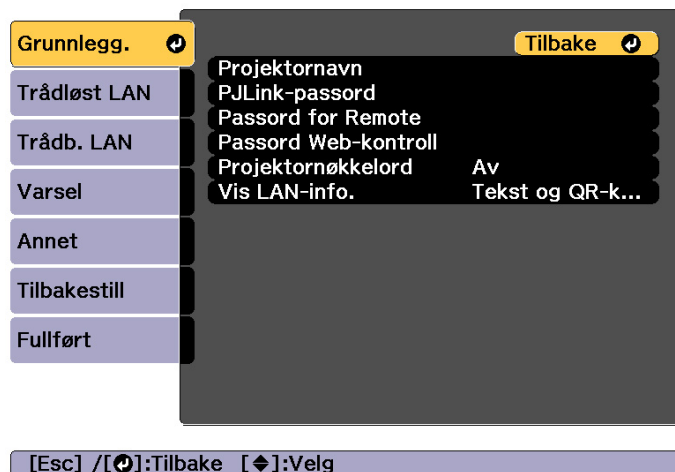 Grunnlegg.
Trådløst LAN
Trådb. LAN
Varsel
Annet
Tilbakestill
Fullført
Tilbake
Projektornavn
PJLink-passord
Passord for Remote
Passord Web-kontroll
Projektornøkkelord Av
Vis LAN-info. Tekst og QR-k...
[Esc] /[↵]:Tilbake [◆]:Velg